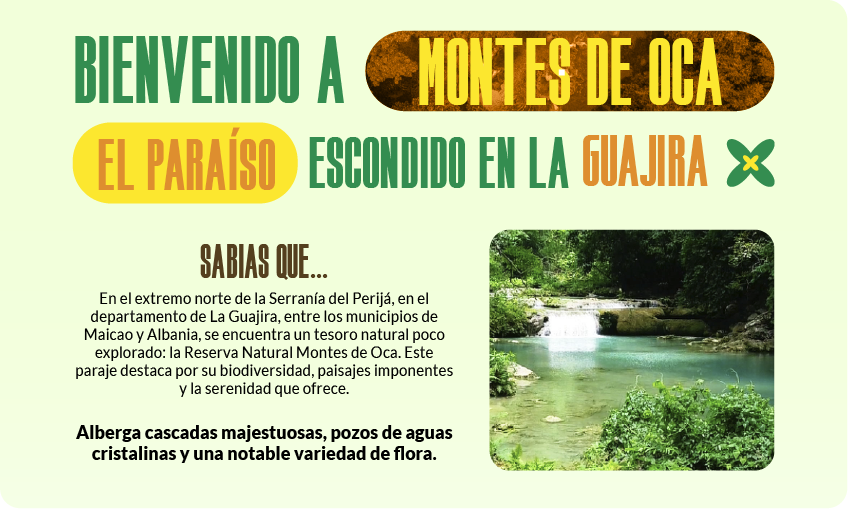 BIENVENIDO A MONTES DE OCA
EL PARAÍSO ESCONDIDO EN LA GUAJIRA
SABIAS QUE...
En el extremo norte de la Serranía del Perijá, en el
departamento de La Guajira, entre los municipios de
Maicao y Albania, se encuentra un tesoro natural poco
explorado: la Reserva Natural Montes de Oca. Este
paraje destaca por su biodiversidad, paisajes imponentes
y la serenidad que ofrece.
Alberga cascadas majestuosas, pozos de aguas
cristalinas y una notable variedad de flora.